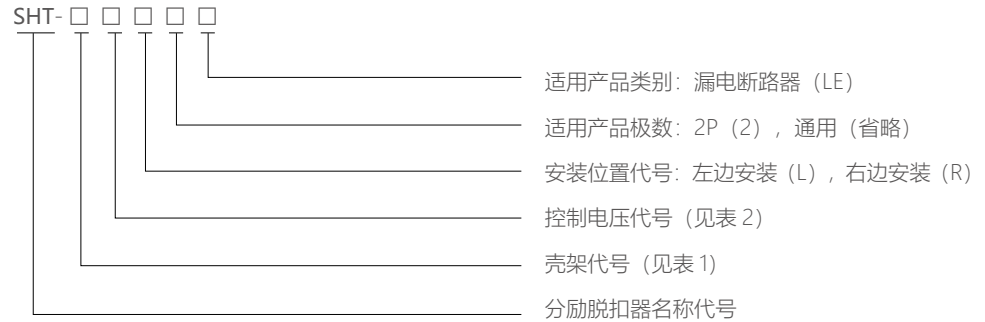 SHT-□ □ □ □ □
适用产品类别：漏电断路器（LE）
适用产品极数：2P（2），通用（省略）
安装位置代号：左边安装（L），右边安装（R）
控制电压代号（见表 2）
壳架代号（见表 1）
分励脱扣器名称代号